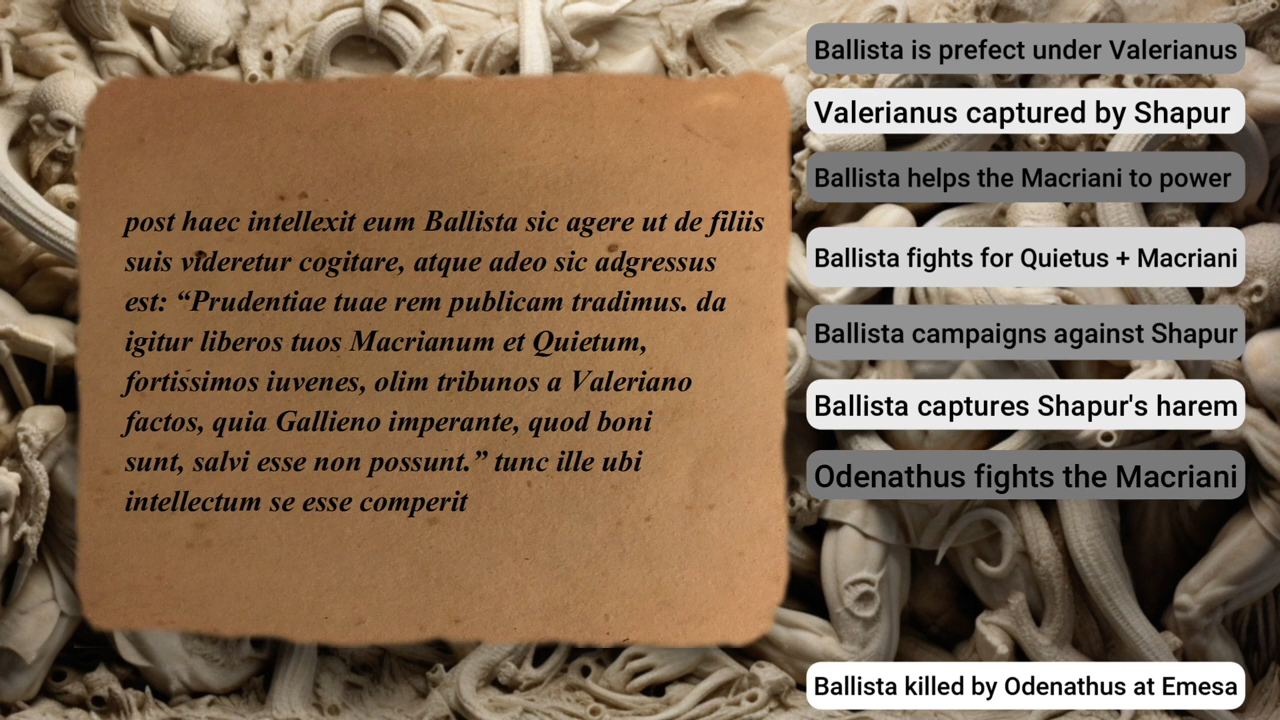 post haec intellexit eum Ballista sic agere ut de filiis
suis videretur cogitare, atque adeo sic adgressus
est: “Prudentiae tuae rem publicam tradimus. da
igitur liberos tuos Macrianum et Quietum,
fortissimos iuvenes, olim tribunos a Valeriano
factos, quia Gallieno imperante, quod boni
sunt, salvi esse non possunt.” tunc ille ubi
intellectum se esse comperit
Ballista is prefect under Valerianus
Valerianus captured by Shapur
Ballista helps the Macriani to power
Ballista fights for Quietus + Macriani
Ballista campaigns against Shapur
Ballista captures Shapur's harem
Odenathus fights the Macriani
Ballista killed by Odenathus at Emesa